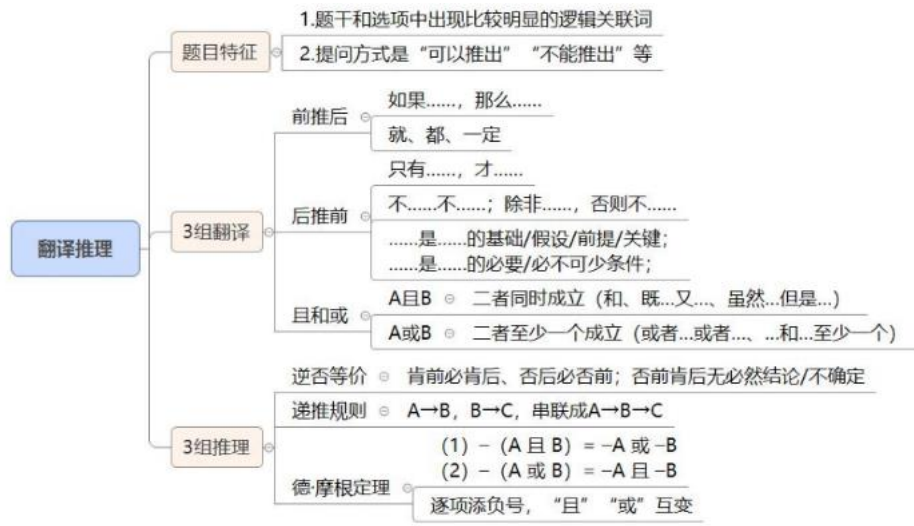 翻译推理
题目特征
1.题干和选项中出现比较明显的逻辑关联词
2.提问方式是“可以推出”“不能推出”等
3组翻译
前推后
如果......，那么......
就、都、一定
后推前
只有......，才......
不......不......；除非......，否则不......
......是......的基础/假设/前提/关键；
......是......的必要/必不可少条件；
且和或
A且B 二者同时成立（和、既...又...、虽然...但是...）
A或B 二者至少一个成立（或者...或者...、...和...至少一个）
3组推理
逆否等价 肯前必肯后、否后必否前；否前肯后无必然结论/不确定
递推规则 A→B，B→C，串联成A→B→C
德·摩根定理
（1）−（A 且 B）= −A 或 −B
（2）−（A 或 B）= −A 且 −B
逐项添负号，“且”“或”互变